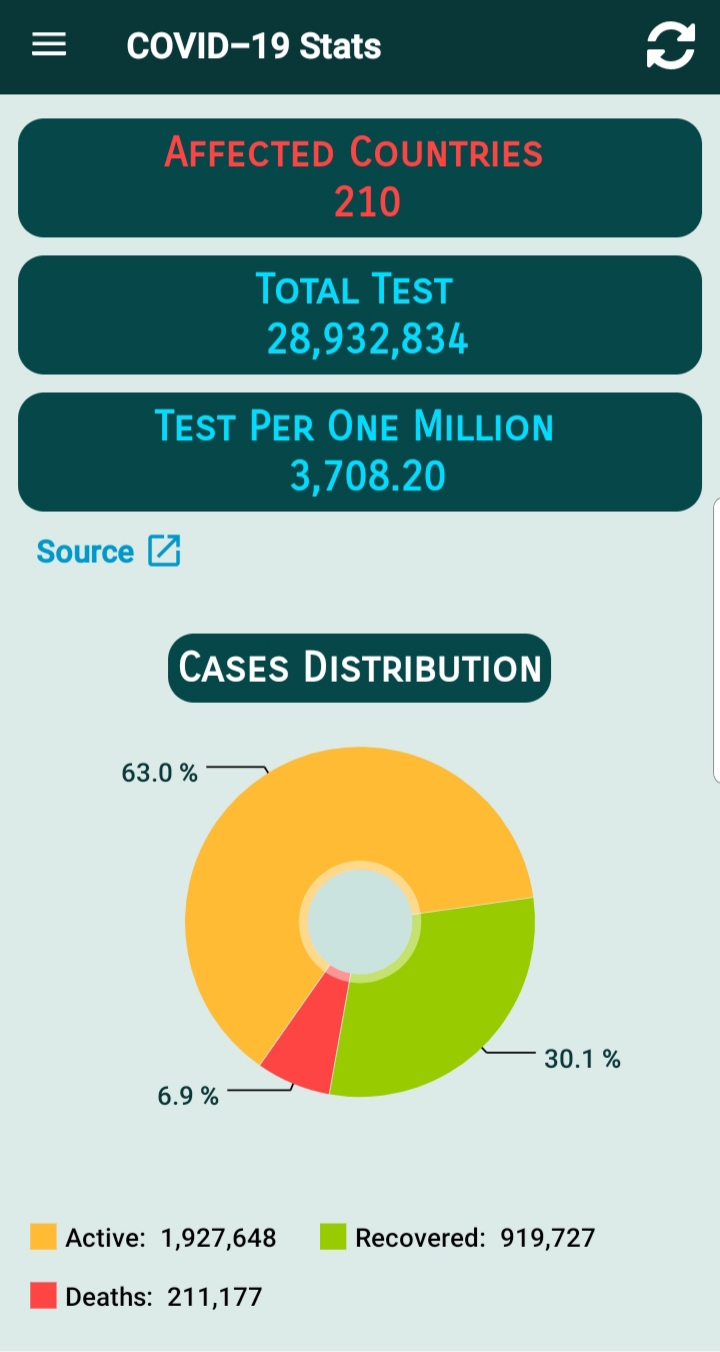 COVID–19 Stats
Affected Countries
210
Total Test
28,932,834
Test Per One Million
3,708.20
Source
Cases Distribution
63.0 %
30.1 %
6.9 %
Active: 1,927,648 Recovered: 919,727
Deaths: 211,177